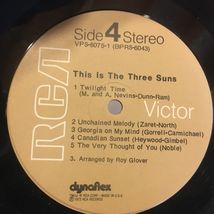 Side 4 Stereo
VPS-6075-1 (BPRS-6043)
This Is The Three Suns
1 Twilight Time
(M. and A. Nevins-Dunn-Ram)
RCA
Victor
2 Unchained Melody (Zaret-North)
3 Georgia on My Mind (Gorrell-Carmichael)
4 Canadian Sunset (Heywood-Gimbel)
5 The Very Thought of You (Noble)
3. Arranged by Roy Glover
dynaflex